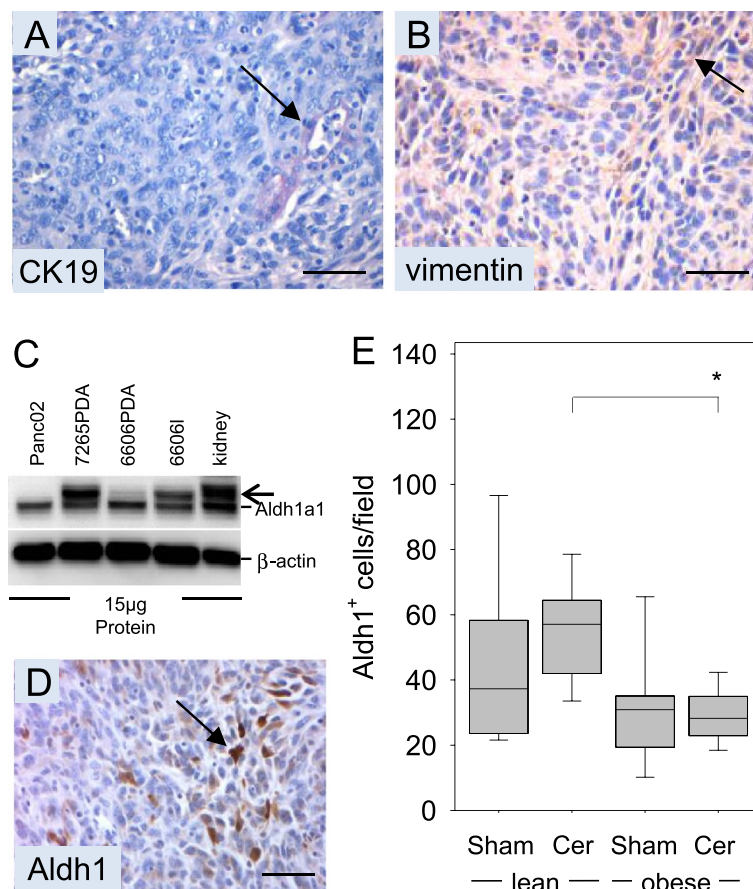 A
CK19
B
vimentin
C
Panc02
7265PDA
6606PDA
6606l
kidney
Aldh1a1
β-actin
15µg
Protein
D
Aldh1
E
Aldh1⁺ cells/field
140
120
100
80
60
40
20
0
*
Sham Cer Sham Cer
lean obese